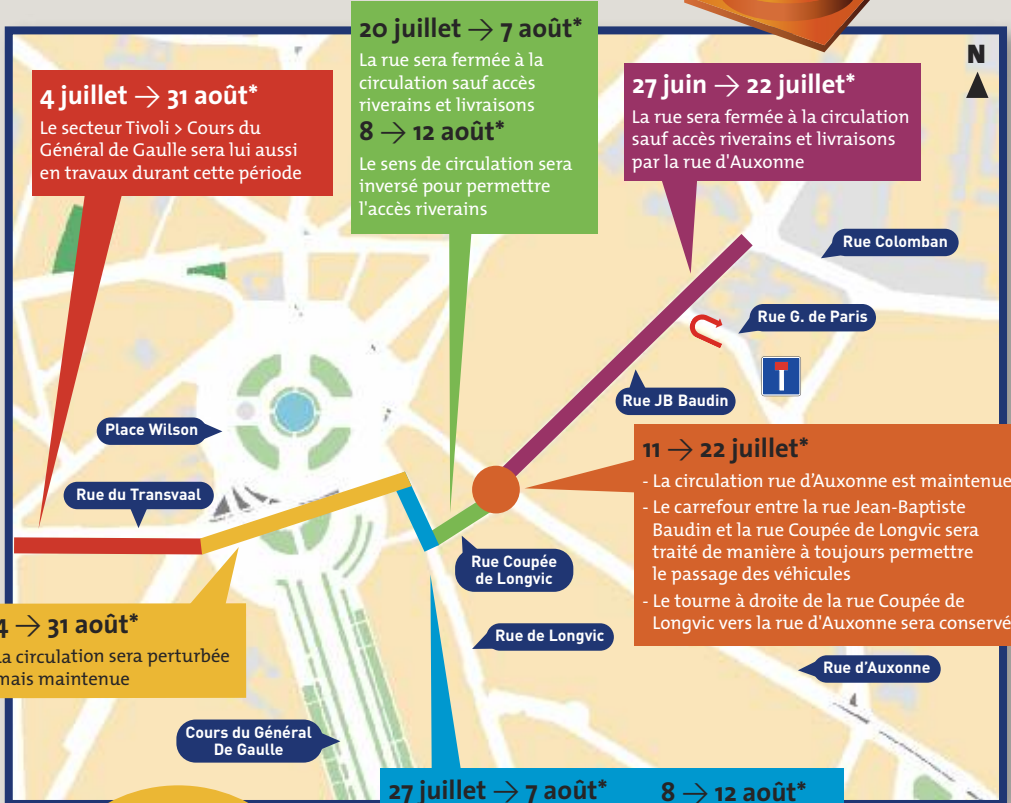 20 juillet → 7 août*
La rue sera fermée à la
circulation sauf accès
riverains et livraisons
8 → 12 août*
Le sens de circulation sera
inversé pour permettre
l'accès riverains
4 juillet → 31 août*
Le secteur Tivoli > Cours du
Général de Gaulle sera lui aussi
en travaux durant cette période
27 juin → 22 juillet*
La rue sera fermée à la circulation
sauf accès riverains et livraisons
par la rue d'Auxonne
N
Rue Colomban
Rue G. de Paris
Rue JB Baudin
Place Wilson
Rue du Transvaal
11 → 22 juillet*
- La circulation rue d'Auxonne est maintenue
- Le carrefour entre la rue Jean-Baptiste
Baudin et la rue Coupée de Longvic sera
traité de manière à toujours permettre
le passage des véhicules
- Le tourne à droite de la rue Coupée de
Longvic vers la rue d'Auxonne sera conservé
Rue Coupée
de Longvic
Rue de Longvic
Rue d'Auxonne
4 → 31 août*
La circulation sera perturbée
mais maintenue
Cours du Général
De Gaulle
27 juillet → 7 août*
8 → 12 août*